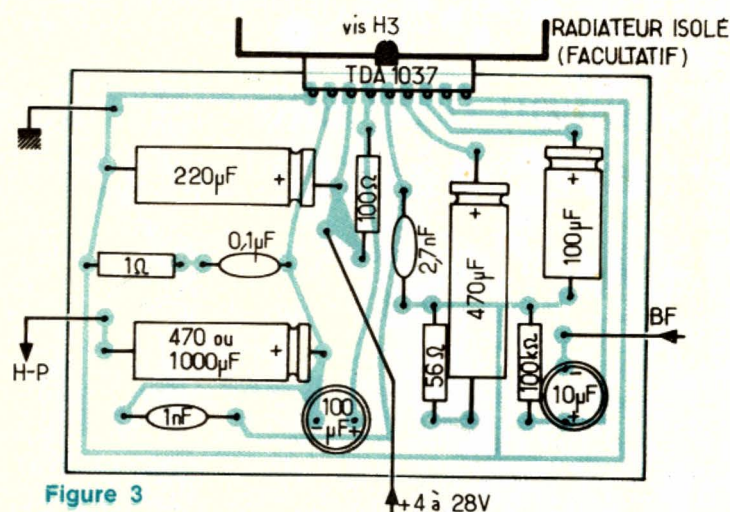 vis H3
RADIATEUR ISOLÉ
(FACULTATIF)
TDA 1037
220µF +
100Ω
+
100µF
0,1µF
1Ω
2,7nF
+
470µF
BF
470 ou +
1000µF
H-P
56Ω
100kΩ
-
10µF
+
1nF
100
- µF +
Figure 3
+4 à 28V